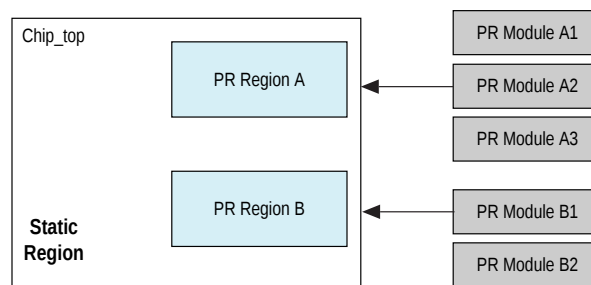 Chip_top
PR Region A
PR Region B
Static
Region
PR Module A1
PR Module A2
PR Module A3
PR Module B1
PR Module B2